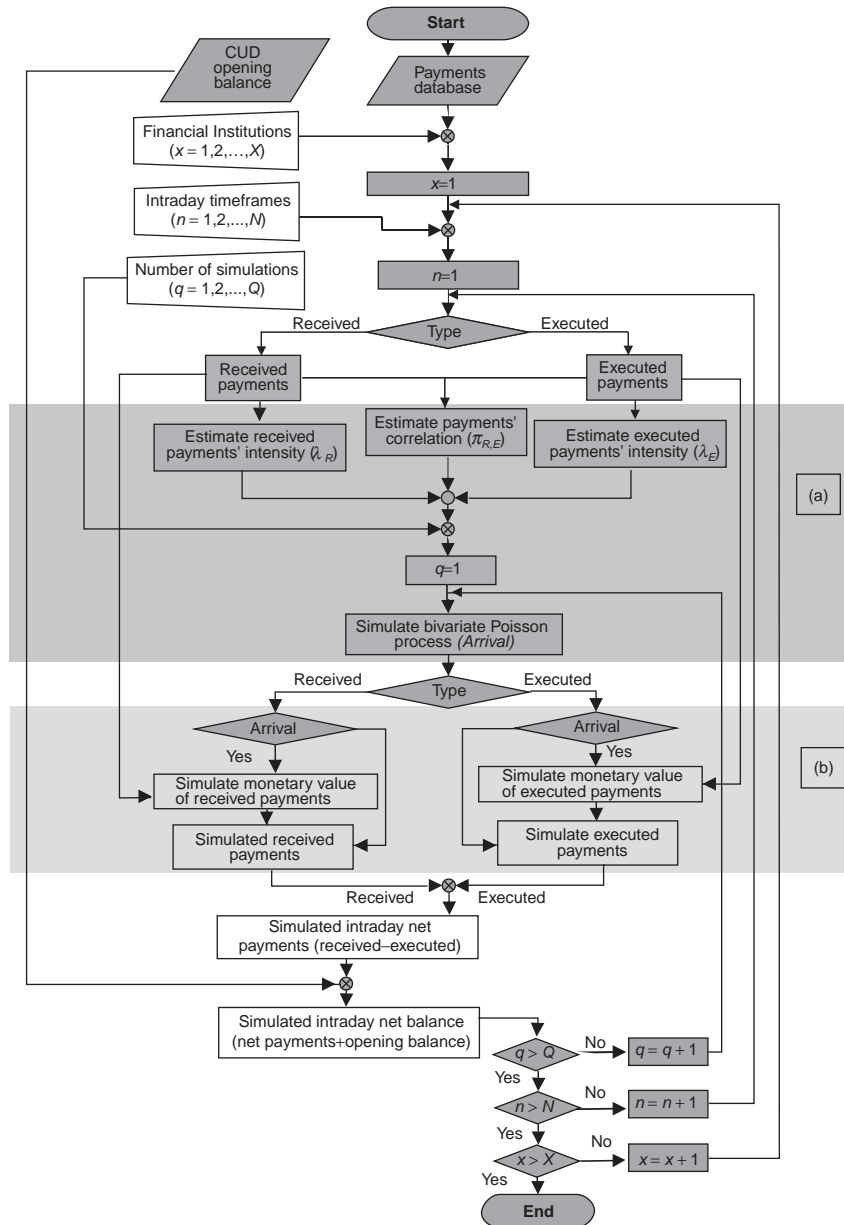 Start
CUD
opening
balance
Payments
database
Financial Institutions
(x = 1,2,...,X)
x=1
Intraday timeframes
(n = 1,2,...,N)
n=1
Number of simulations
(q = 1,2,...,Q)
Received
Type
Executed
Received
payments
Executed
payments
Estimate received
payments' intensity (λR)
Estimate payments'
correlation (πR,E)
Estimate executed
payments' intensity (λE)
(a)
q=1
Simulate bivariate Poisson
process (Arrival)
Received
Type
Executed
Arrival
Arrival
Yes
Yes
Simulate monetary value
of received payments
Simulate monetary value
of executed payments
(b)
Simulated received
payments
Simulate executed
payments
Received
Executed
Simulated intraday net
payments (received–executed)
Simulated intraday net balance
(net payments+opening balance)
q > Q
No
q = q + 1
Yes
n > N
No
n = n + 1
Yes
x > X
No
x = x + 1
Yes
End